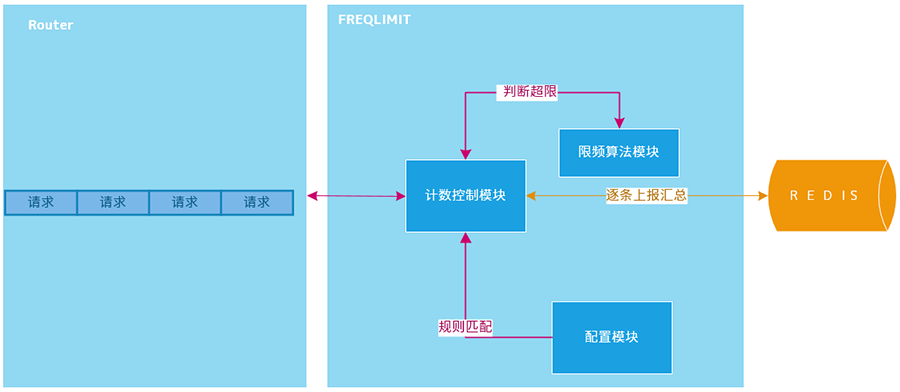 Router
FREQLIMIT
判断超限
限频算法模块
请求 请求 请求 请求
计数控制模块
逐条上报汇总
REDIS
规则匹配
配置模块